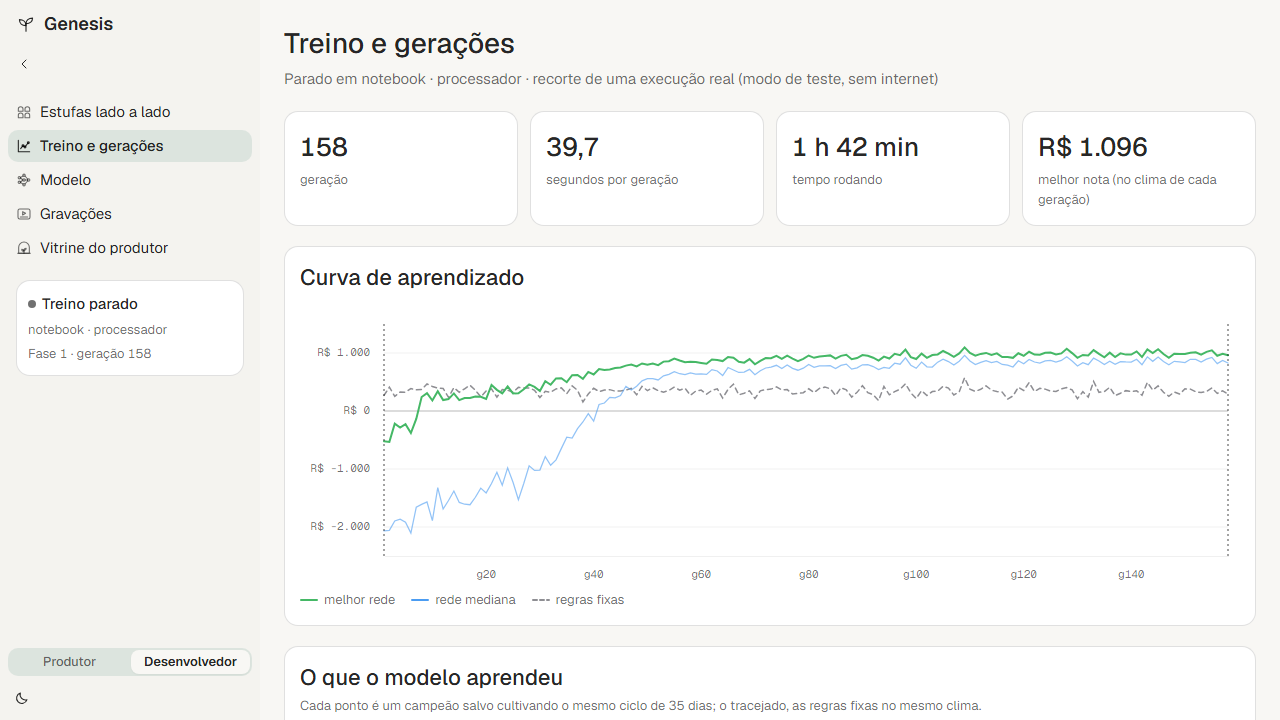 Genesis
Estufas lado a lado
Treino e gerações
Modelo
Gravações
Vitrine do produtor
Treino parado
notebook · processador
Fase 1 · geração 158
Produtor
Desenvolvedor
Treino e gerações
Parado em notebook · processador · recorte de uma execução real (modo de teste, sem internet)
158
geração
39,7
segundos por geração
1 h 42 min
tempo rodando
R$ 1.096
melhor nota (no clima de cada
geração)
Curva de aprendizado
R$ 1.000
R$ 0
R$ -1.000
R$ -2.000
g20 g40 g60 g80 g100 g120 g140
melhor rede rede mediana regras fixas
O que o modelo aprendeu
Cada ponto é um campeão salvo cultivando o mesmo ciclo de 35 dias; o tracejado, as regras fixas no mesmo clima.